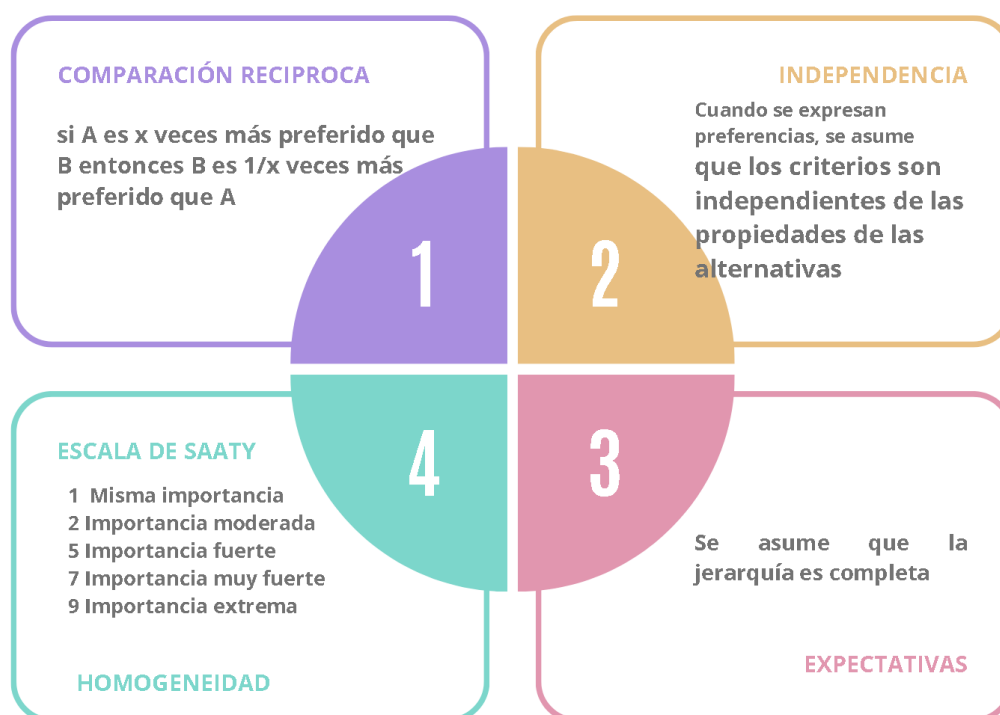 COMPARACIÓN RECIPROCA
si A es x veces más preferido que
B entonces B es 1/x veces más
preferido que A
1
INDEPENDENCIA
Cuando se expresan
preferencias, se asume
que los criterios son
independientes de las
propiedades de las
alternativas
2
ESCALA DE SAATY
1 Misma importancia
2 Importancia moderada
5 Importancia fuerte
7 Importancia muy fuerte
9 Importancia extrema
HOMOGENEIDAD
4
3
Se asume que la
jerarquía es completa
EXPECTATIVAS